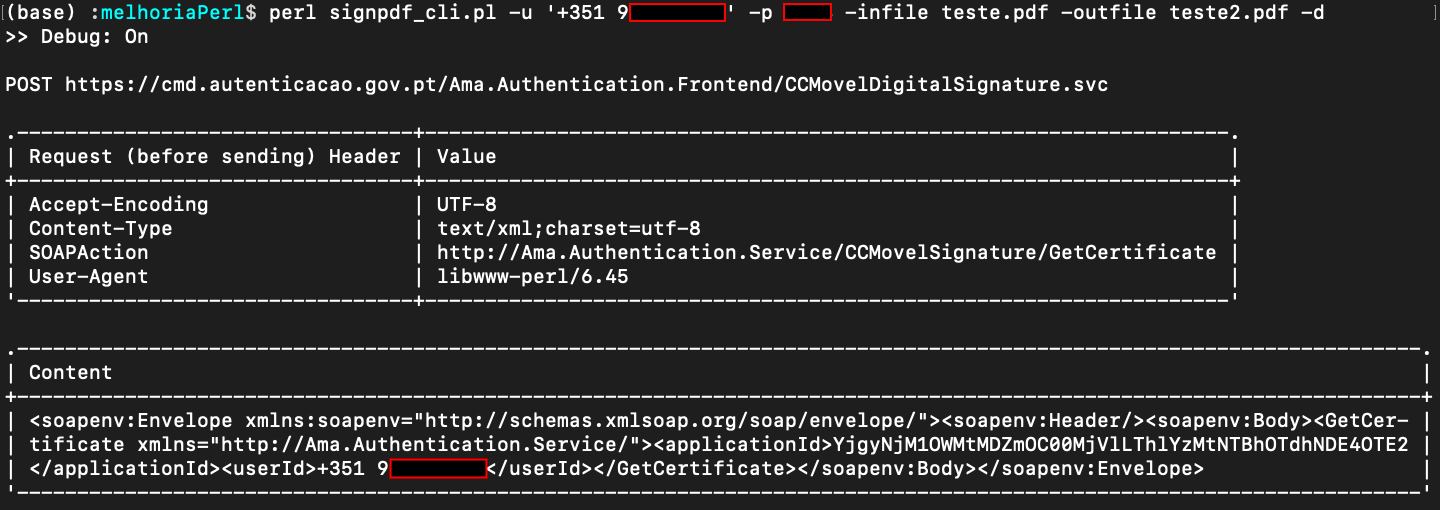 (base) :melhoriaPerl$ perl signpdf_cli.pl -u '+351 9 ' -p -infile teste.pdf -outfile teste2.pdf -d
>> Debug: On
POST https://cmd.autenticacao.gov.pt/Ama.Authentication.Frontend/CCMovelDigitalSignature.svc
Request (before sending) Header | Value
Accept-Encoding | UTF-8
Content-Type | text/xml;charset=utf-8
SOAPAction | http://Ama.Authentication.Service/CCMovelSignature/GetCertificate
User-Agent | libwww-perl/6.45
Content
<soapenv:Envelope xmlns:soapenv="http://schemas.xmlsoap.org/soap/envelope/"><soapenv:Header/><soapenv:Body><GetCer-
tificate xmlns="http://Ama.Authentication.Service/"><applicationId>YjgyNjM1OWMtMDZmOC00MjVlLThlYzMtNTBhOTdhNDE4OTE2
</applicationId><userId>+351 9 </userId></GetCertificate></soapenv:Body></soapenv:Envelope>